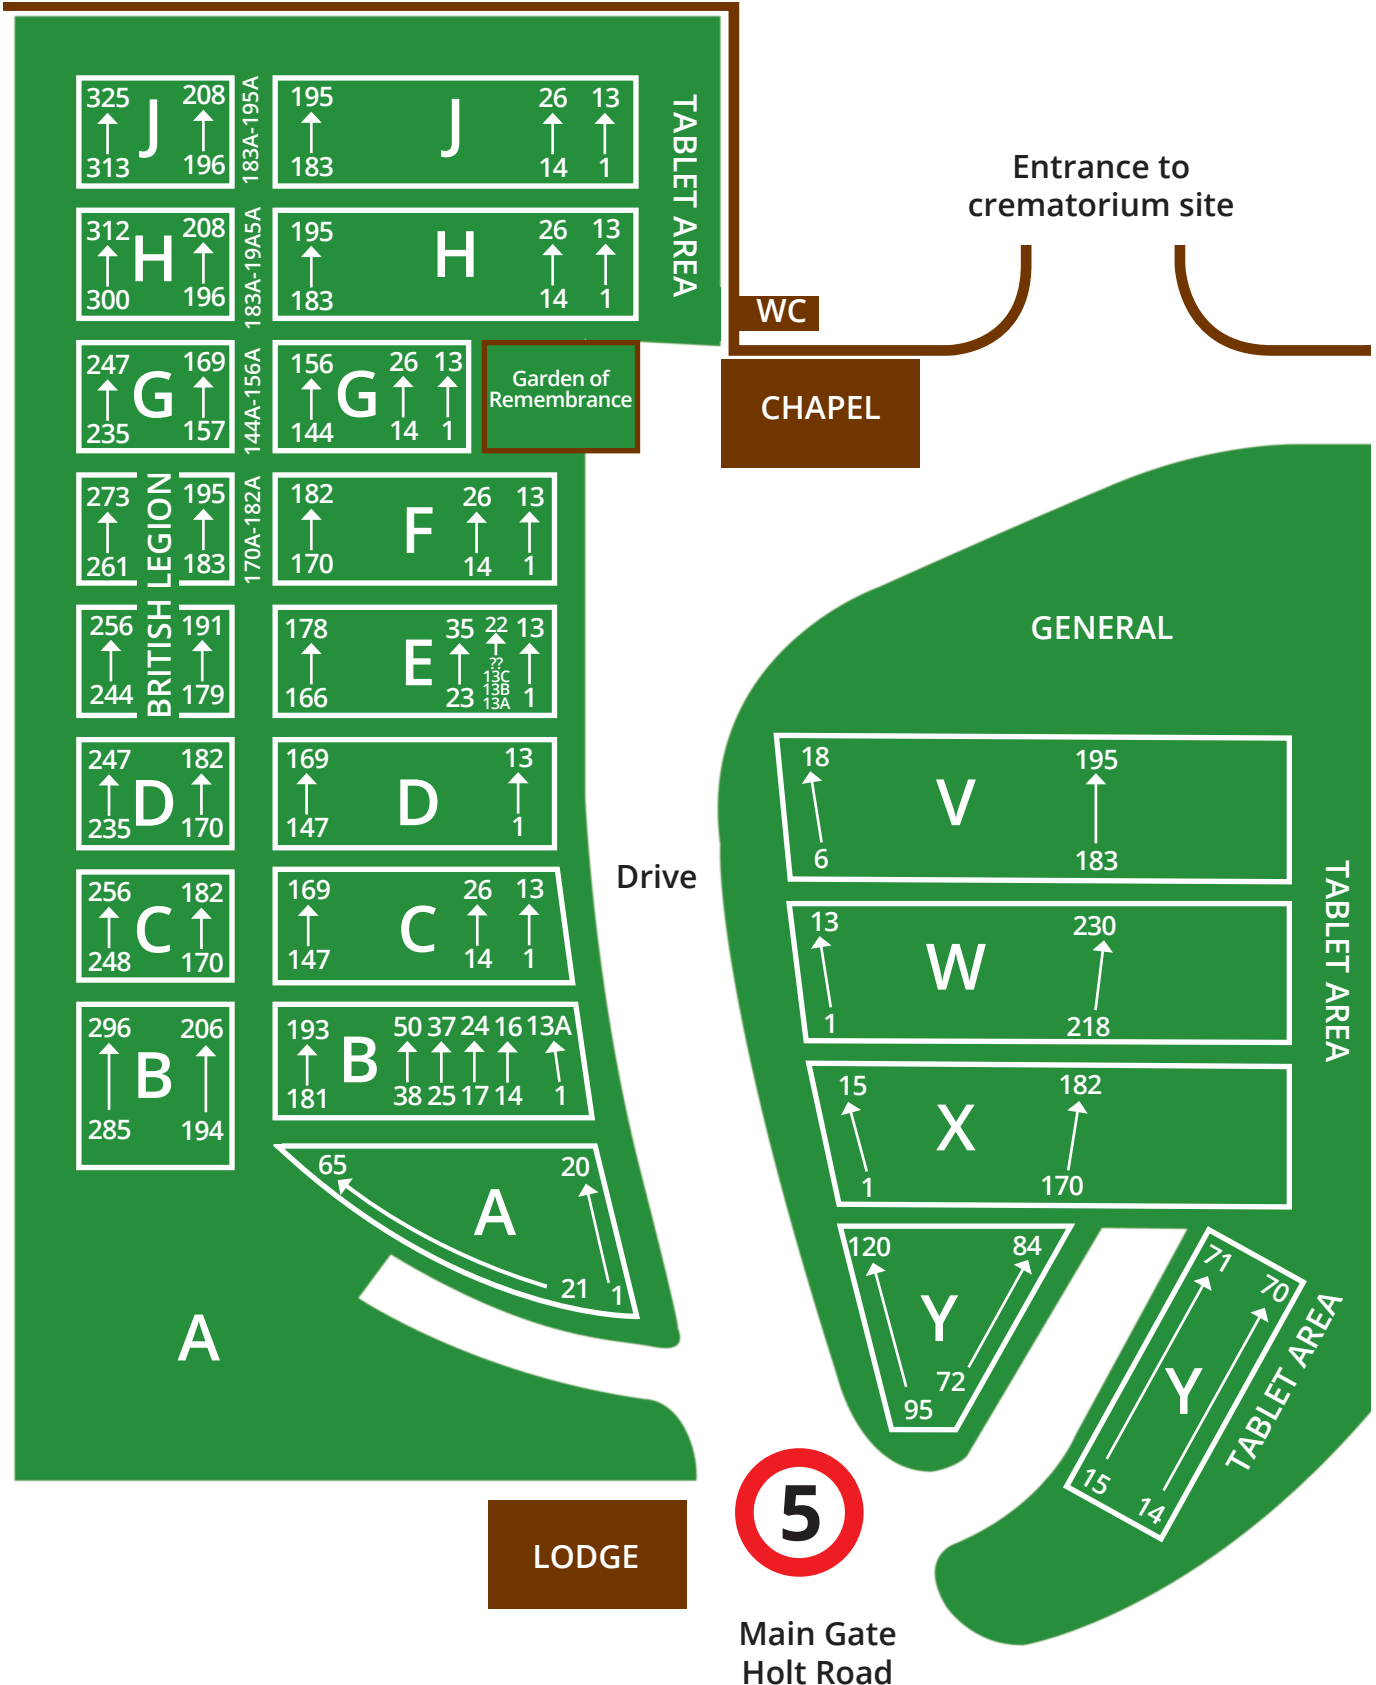 325 208 183A-195A 195 26 13 TABLET AREA
J J
313 196 183 14 1
Entrance to
crematorium site
312 208 183A-19A5A 195 26 13
H H
300 196 183 14 1
WC
247 169 144A-156A 156 26 13
G G
235 157 144 14 1
Garden of
Remembrance
CHAPEL
273 195 170A-182A 182 26 13
BRITISH LEGION F
261 183 170 14 1
256 191 178 35 22 13
E
??
13C
13B
13A
244 179 166 23 1
GENERAL
247 182 169 13
D D
235 170 147 1
18 195
V
6 183
Drive
TABLET AREA
256 182 169 26 13
C C
248 170 147 14 1
13 230
W
1 218
296 206 193 50 37 24 16 13A
B B
285 194 181 38 25 17 14 1
15 182
X
1 170
65 20
A
21 1
A
120 84
Y
72
95
71 70
Y
15 14
TABLET AREA
5
LODGE
Main Gate
Holt Road